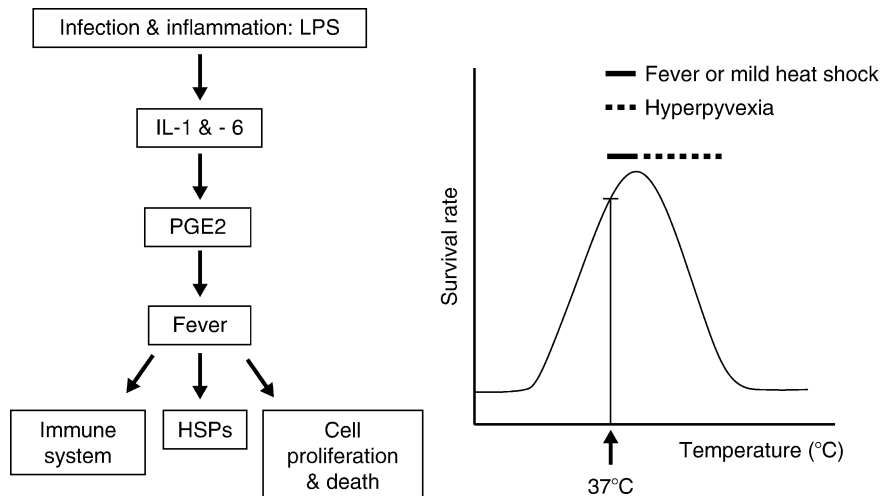 Infection & inflammation: LPS
IL-1 & - 6
PGE2
Fever
Immune
system
HSPs
Cell
proliferation
& death
Fever or mild heat shock
Hyperpyvexia
Survival rate
Temperature (°C)
37°C